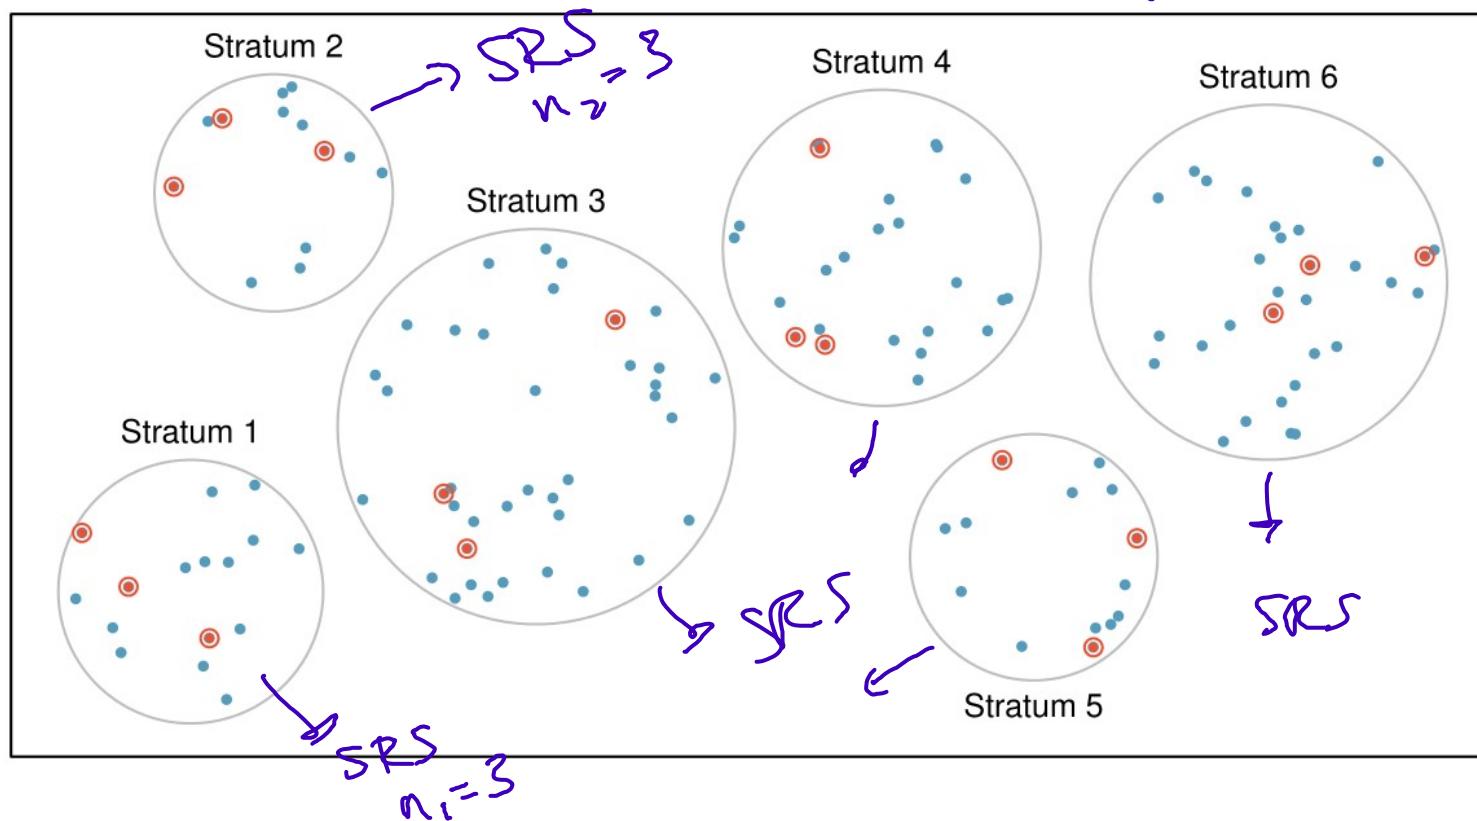 Stratum 2
SRS
n₂ = 3
Stratum 4
Stratum 6
Stratum 3
Stratum 1
SRS
SRS
Stratum 5
SRS
n₁ = 3